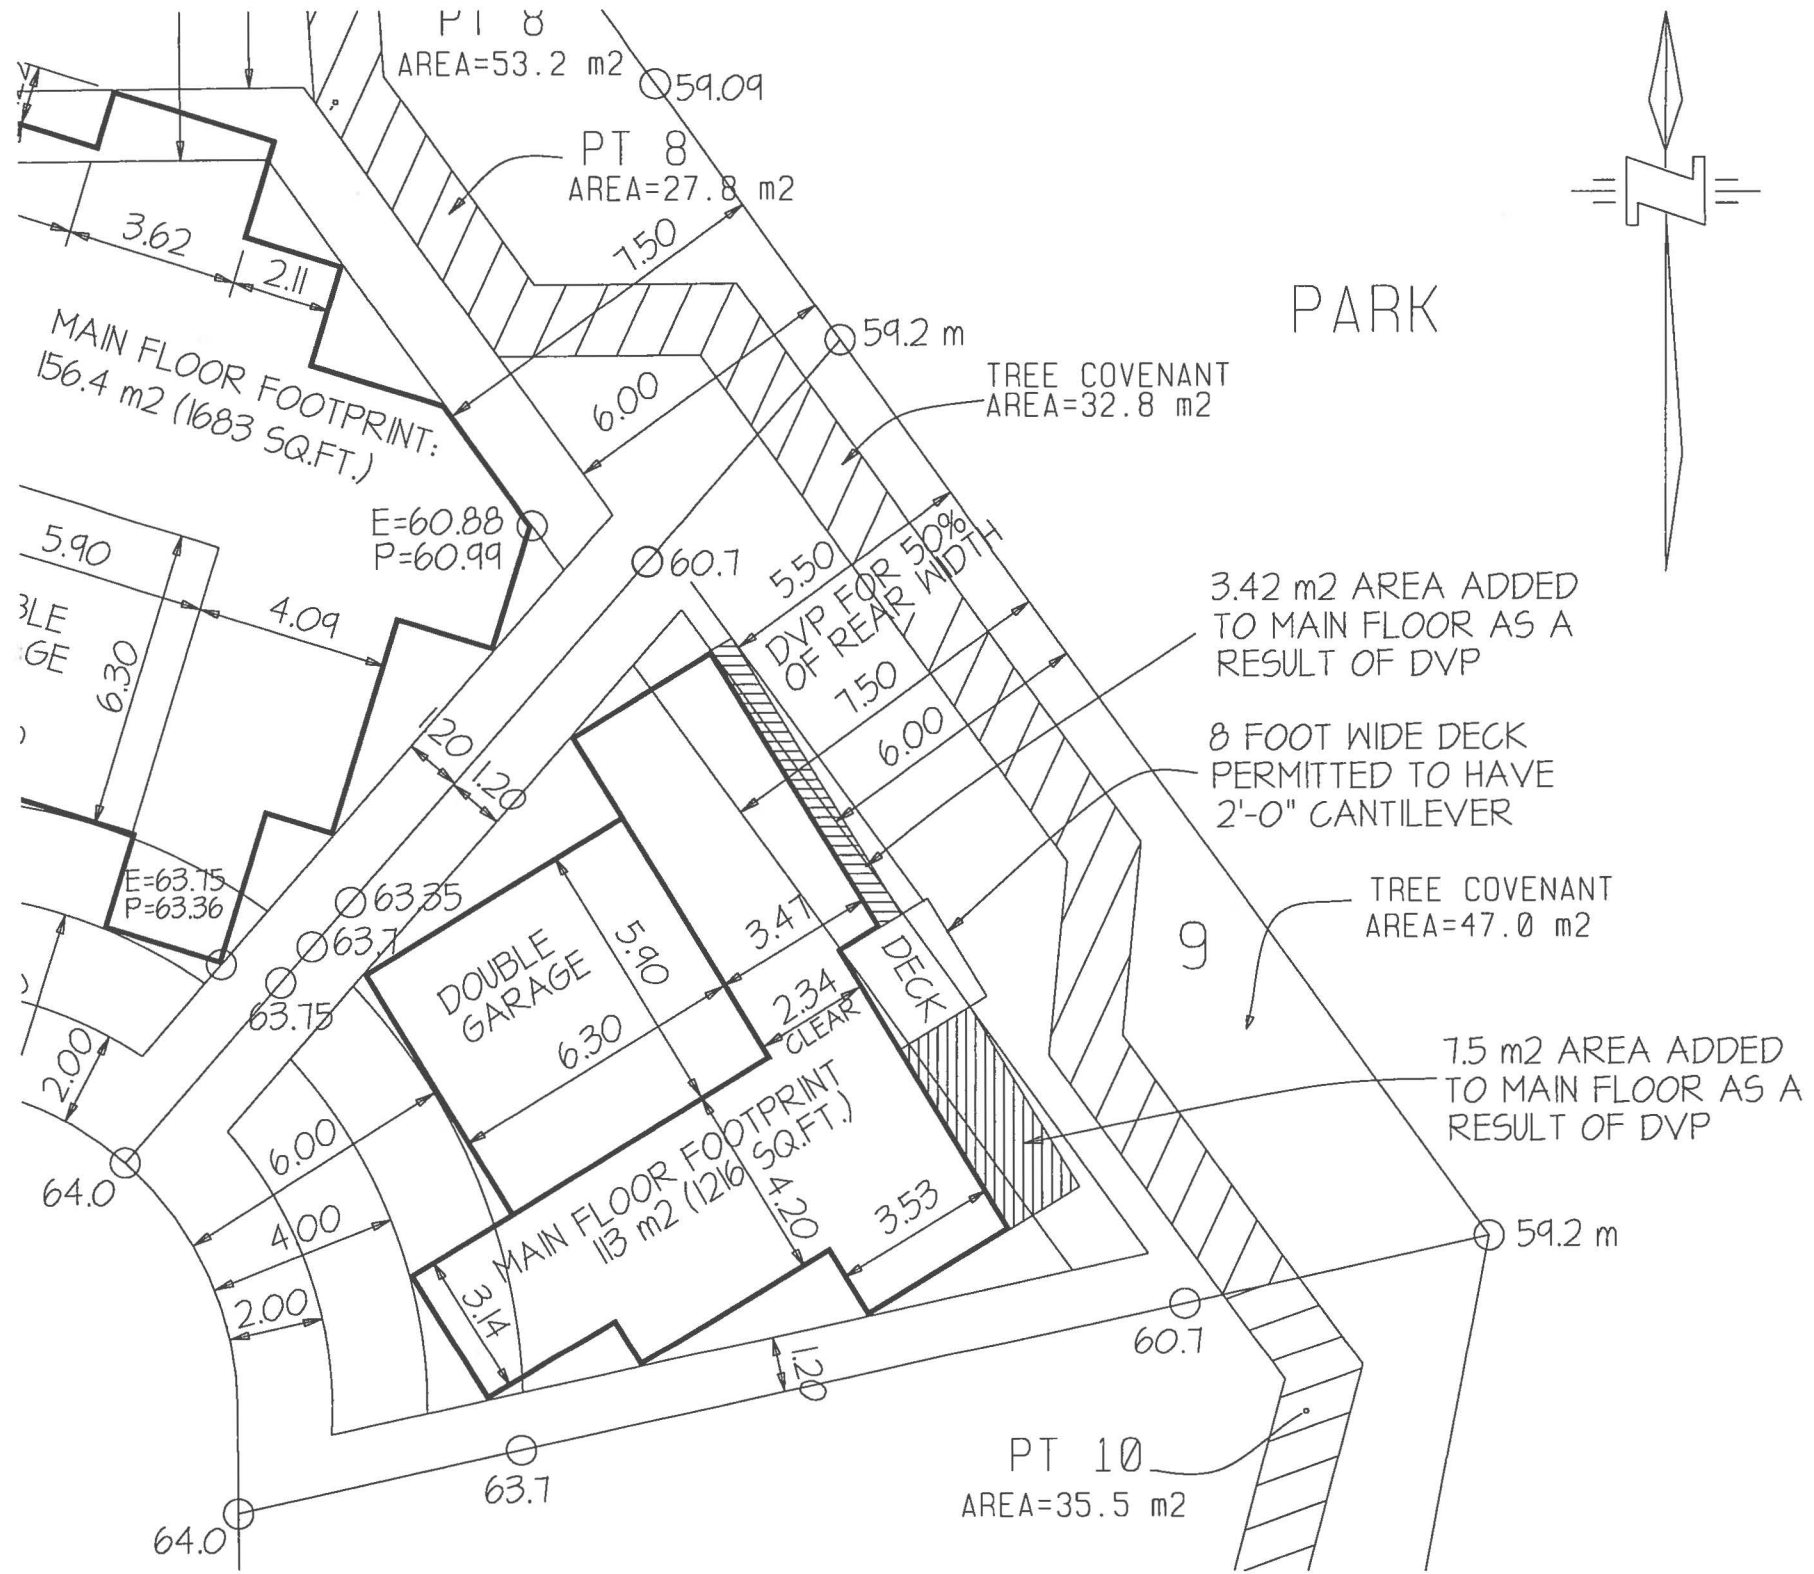 PT 8
AREA=53.2 m2
59.09
PT 8
AREA=27.8 m2
7.50
3.62
2.11
PARK
59.2 m
MAIN FLOOR FOOTPRINT:
156.4 m2 (1683 SQ.FT.)
6.00
TREE COVENANT
AREA=32.8 m2
E=60.88
P=60.99
5.90
60.7
4.09
6.30
5.50
DVP FOR 50%
OF REAR WIDTH
7.50
6.00
3.42 m2 AREA ADDED
TO MAIN FLOOR AS A
RESULT OF DVP
8 FOOT WIDE DECK
PERMITTED TO HAVE
2'-0" CANTILEVER
1.20
1.20
E=63.75
P=63.36
63.35
63.7
63.75
DOUBLE
GARAGE
5.90
3.47
DECK
2.34
CLEAR
6.30
9
TREE COVENANT
AREA=47.0 m2
2.00
7.5 m2 AREA ADDED
TO MAIN FLOOR AS A
RESULT OF DVP
64.0
6.00
4.00
2.00
MAIN FLOOR FOOTPRINT
113 m2 (1216 SQ.FT.)
4.20
3.53
3.14
59.2 m
60.7
1.20
63.7
64.0
PT 10
AREA=35.5 m2